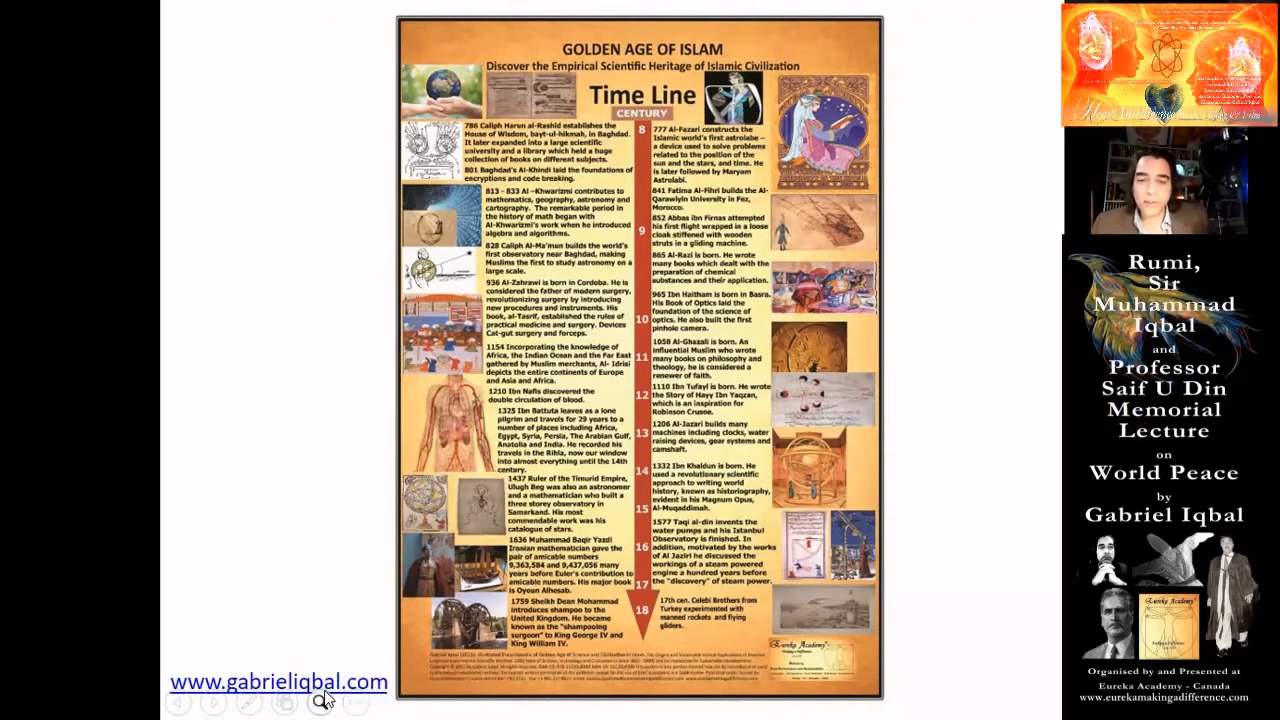 GOLDEN AGE OF ISLAM
Discover the Empirical Scientific Heritage of Islamic Civilization
Time Line
CENTURY
786 Caliph Harun al-Rashid establishes the
House of Wisdom, bayt-ul-hikmah, in Baghdad.
It later expanded into a large scientific
university and a library which held a huge
collection of books on different subjects.
801 Baghdad's Al-Khindi laid the foundations of
encryptions and code breaking.
813 - 833 Al –Khwarizmi contributes to
mathematics, geography, astronomy and
cartography. The remarkable period in
the history of math began with
Al-Khwarizmi's work when he introduced
algebra and algorithms.
828 Caliph Al-Ma'mun builds the world's
first observatory near Baghdad, making
Muslims the first to study astronomy on a
large scale.
936 Al-Zahrawi is born in Cordoba. He is
considered the father of modern surgery,
revolutionizing surgery by introducing
new procedures and instruments. His
book, al-Tasrif, established the rules of
practical medicine and surgery. Devices
Cat-gut surgery and forceps.
1154 Incorporating the knowledge of
Africa, the Indian Ocean and the Far East
gathered by Muslim merchants, Al- Idrisi
depicts the entire continents of Europe
and Asia and Africa.
1210 Ibn Nafis discovered the
double circulation of blood.
1325 Ibn Battuta leaves as a lone
pilgrim and travels for 29 years to a
number of places including Africa,
Egypt, Syria, Persia, The Arabian Gulf,
Anatolia and India. He recorded his
travels in the Rihla, now our window
into almost everything until the 14th
century.
1437 Ruler of the Timurid Empire,
Ulugh Beg was also an astronomer
and a mathematician who built a
three storey observatory in
Samarkand. His most
commendable work was his
catalogue of stars.
1636 Muhammad Baqir Yazdi
Iranian mathematician gave the
pair of amicable numbers
9,363,584 and 9,437,056 many
years before Euler's contribution to
amicable numbers. His major book
is Oyoun Alhesab.
1759 Sheikh Dean Mohammad
introduces shampoo to the
United Kingdom. He became
known as the "shampooing
surgeon" to King George IV and
King William IV.
8
9
10
11
12
13
14
15
16
17
18
777 Al-Fazari constructs the
Islamic world's first astrolabe –
a device used to solve problems
related to the position of the
sun and the stars, and time. He
is later followed by Maryam
Astrolabi.
841 Fatima Al-Fihri builds the Al-
Qarawiyin University in Fez,
Morocco.
852 Abbas ibn Firnas attempted
his first flight wrapped in a loose
cloak stiffened with wooden
struts in a gliding machine.
865 Al-Razi is born. He wrote
many books which dealt with the
preparation of chemical
substances and their application.
965 Ibn Haitham is born in Basra.
His Book of Optics laid the
foundation of the science of
optics. He also built the first
pinhole camera.
1058 Al-Ghazali is born. An
influential Muslim who wrote
many books on philosophy and
theology, he is considered a
renewer of faith.
1110 Ibn Tufayl is born. He wrote
the Story of Hayy Ibn Yaqzan,
which is an inspiration for
Robinson Crusoe.
1206 Al-Jazari builds many
machines including clocks, water
raising devices, gear systems and
camshaft.
1332 Ibn Khaldun is born. He
used a revolutionary scientific
approach to writing world
history, known as historiography,
evident in his Magnum Opus,
Al-Muqaddimah.
1577 Taqi al-din invents the
water pumps and his Istanbul
Observatory is finished. In
addition, motivated by the works
of Al Jaziri he discussed the
workings of a steam powered
engine a hundred years before
the "discovery" of steam power.
17th cen. Celebi Brothers from
Turkey experimented with
manned rockets and flying
gliders.
Eureka Academy
www.gabrieliqbal.com
Heart Intelligence
Rumi,
Sir
Muhammad
Iqbal
and
Professor
Saif U Din
Memorial
Lecture
on
World Peace
by
Gabriel Iqbal
Eureka Academy
Organised by and Presented at
Eureka Academy - Canada
www.eurekamakingadifference.com